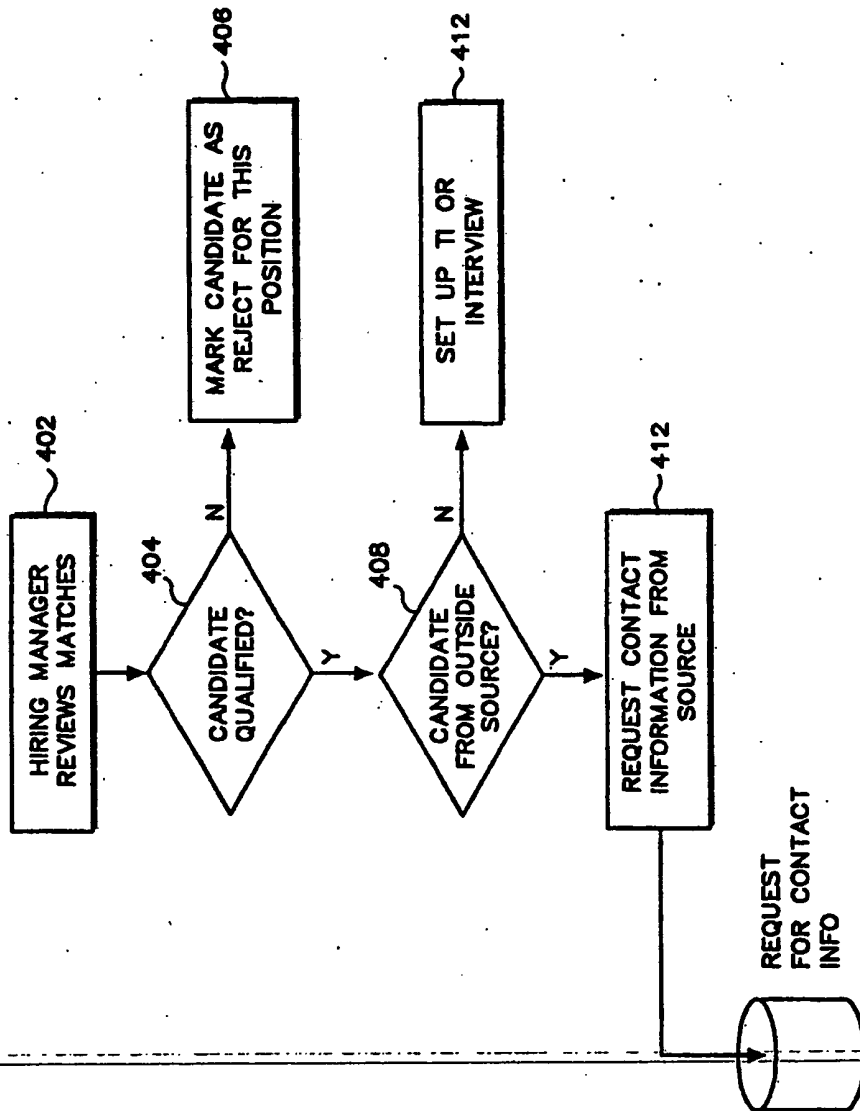 402
HIRING MANAGER
REVIEWS MATCHES
404
CANDIDATE
QUALIFIED?
N
406
MARK CANDIDATE AS
REJECT FOR THIS
POSITION
Y
408
CANDIDATE
FROM OUTSIDE
SOURCE?
N
412
SET UP TI OR
INTERVIEW
Y
412
REQUEST CONTACT
INFORMATION FROM
SOURCE
REQUEST
FOR CONTACT
INFO